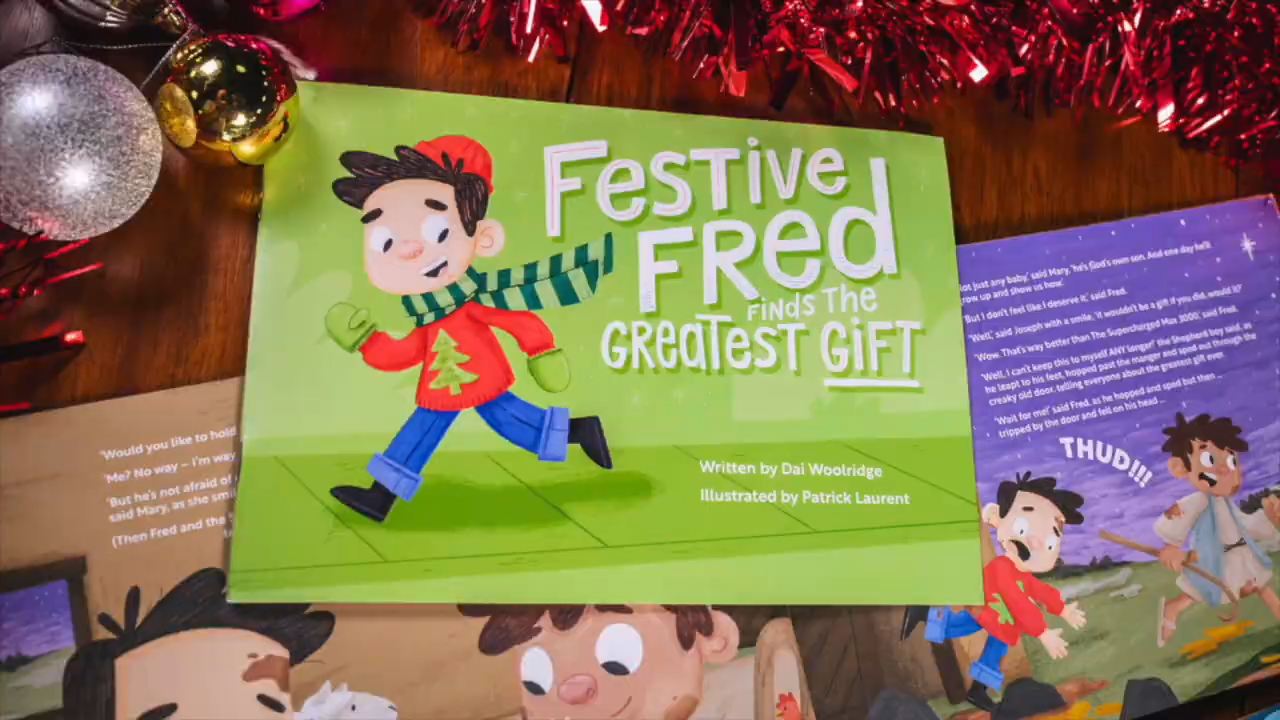 Festive
Fred
Finds The
Greatest Gift
Written by Dai Woolridge
Illustrated by Patrick Laurent
'Would you like to hold
'Me? No way – I'm way
'But he's not afraid of
said Mary, as she
(Then Fred and the
not just any baby,' said Mary, 'he's God's own son. And one day he'll
grow up and show us how.'
'But I don't feel like I deserve it,' said Fred.
'Well,' said Joseph with a smile, 'it wouldn't be a gift if you did, would it?'
'Wow. That's way better than The Supercharged Max 3000,' said Fred.
'Well, I can't keep this to myself ANY longer!' the Shepherd boy said, as
he leapt to his feet, hopped past the manger and sped out through the
creaky old door, telling everyone about the greatest gift ever.
'Wait for me!' said Fred, as he hopped and sped but then ...
tripped by the door and fell on his head ...
THUD!!!